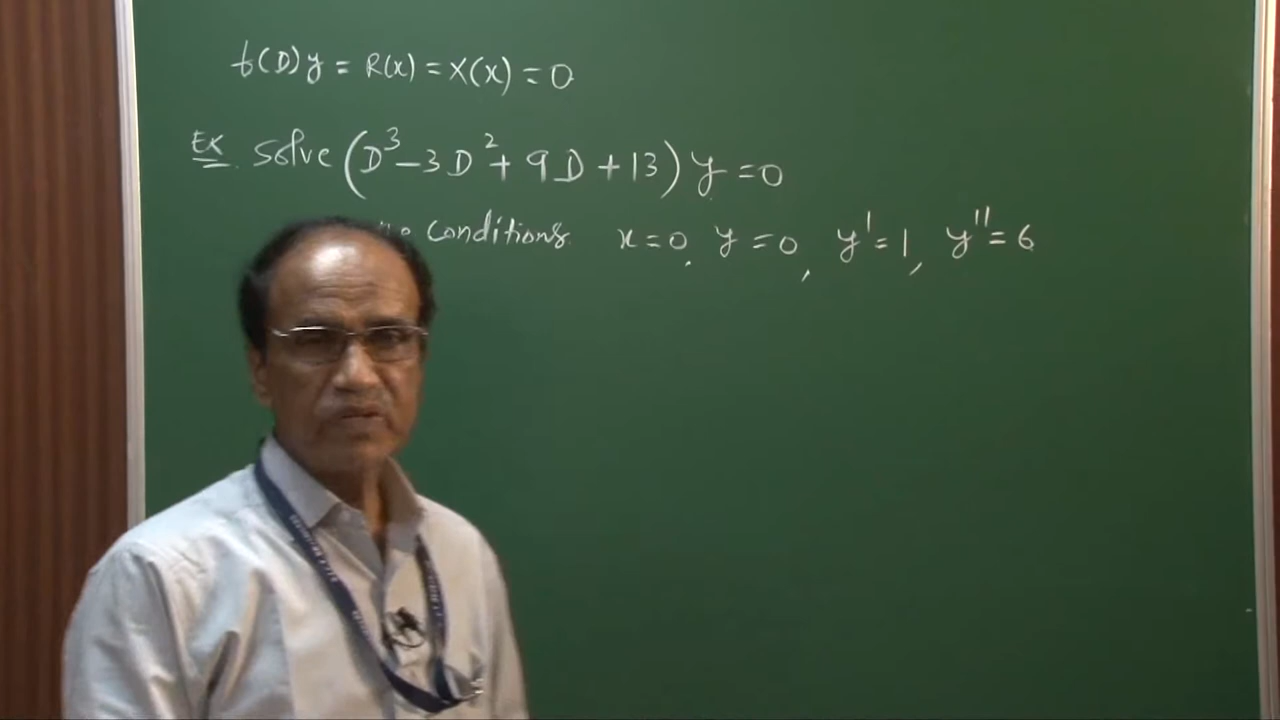 f(D)y = R(x) = X(x) = 0
Ex. Solve (D³ - 3D² + 9D + 13) y = 0
conditions x = 0, y = 0, y' = 1, y'' = 6